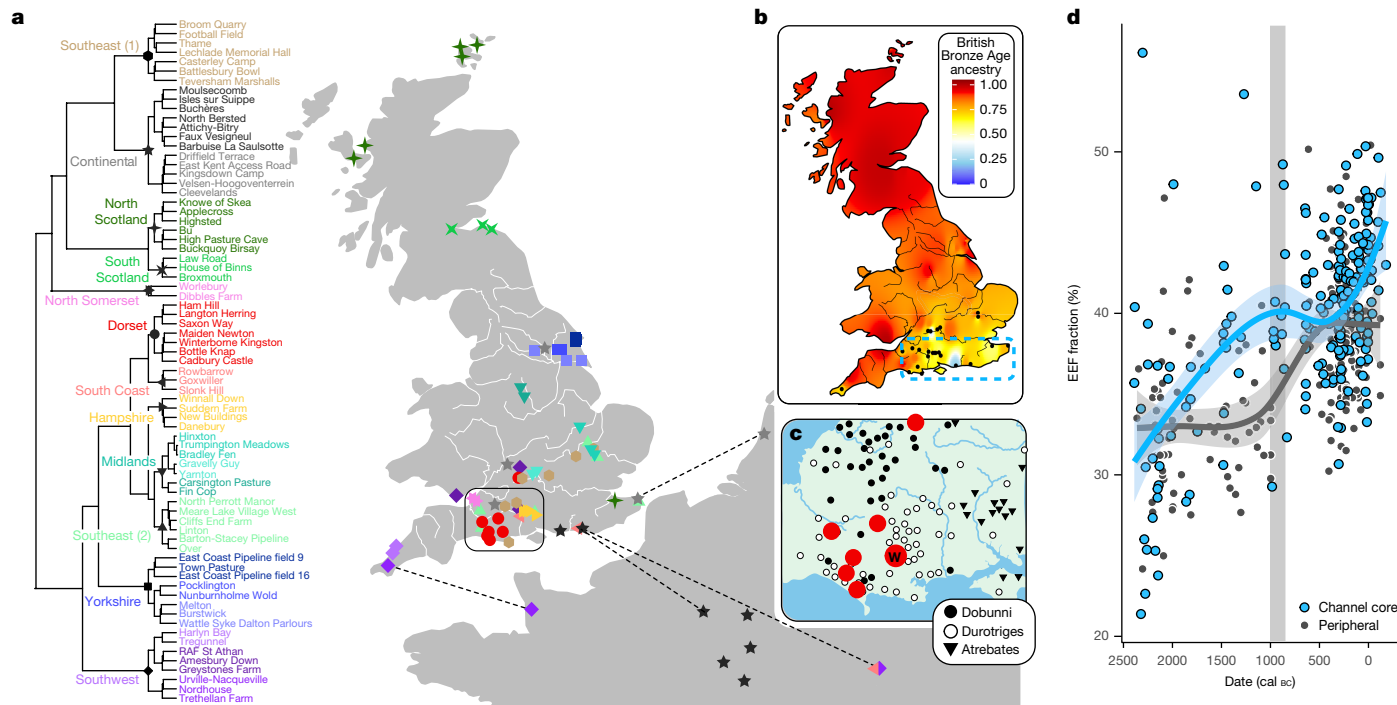 a
Southeast (1)
Broom Quarry
Football Field
Thame
Lechlade Memorial Hall
Casterley Camp
Battlesbury Bowl
Teversham Marshalls
Continental
Moulsecoomb
Isles sur Suippe
Buchères
North Bersted
Attichy-Bitry
Faux Vesigneul
Barbuise La Saulsotte
Driffield Terrace
East Kent Access Road
Kingsdown Camp
Velsen-Hoogoventerrein
Cleevelands
North
Scotland
Knowe of Skea
Applecross
Highsted
Bu
High Pasture Cave
Buckquoy Birsay
South
Scotland
Law Road
House of Binns
Broxmouth
North Somerset
Worlebury
Dibbles Farm
Dorset
Ham Hill
Langton Herring
Saxon Way
Maiden Newton
Winterborne Kingston
Bottle Knap
Cadbury Castle
South Coast
Rowbarrow
Goxwiller
Slonk Hill
Hampshire
Winnall Down
Suddern Farm
New Buildings
Danebury
Midlands
Hinxton
Trumpington Meadows
Bradley Fen
Gravelly Guy
Yarnton
Carsington Pasture
Fin Cop
Southeast (2)
North Perrott Manor
Meare Lake Village West
Cliffs End Farm
Linton
Barton-Stacey Pipeline
Over
Yorkshire
East Coast Pipeline field 9
Town Pasture
East Coast Pipeline field 16
Pocklington
Nunburnholme Wold
Melton
Burstwick
Wattle Syke Dalton Parlours
Southwest
Harlyn Bay
Tregunnel
RAF St Athan
Amesbury Down
Greystones Farm
Urville-Nacqueville
Nordhouse
Trethellan Farm
b
British
Bronze Age
ancestry
1.00
0.75
0.50
0.25
0
c
W
Dobunni
Durotriges
Atrebates
d
EEF fraction (%)
50
40
30
20
Channel core
Peripheral
2500 2000 1500 1000 500 0
Date (cal BC)